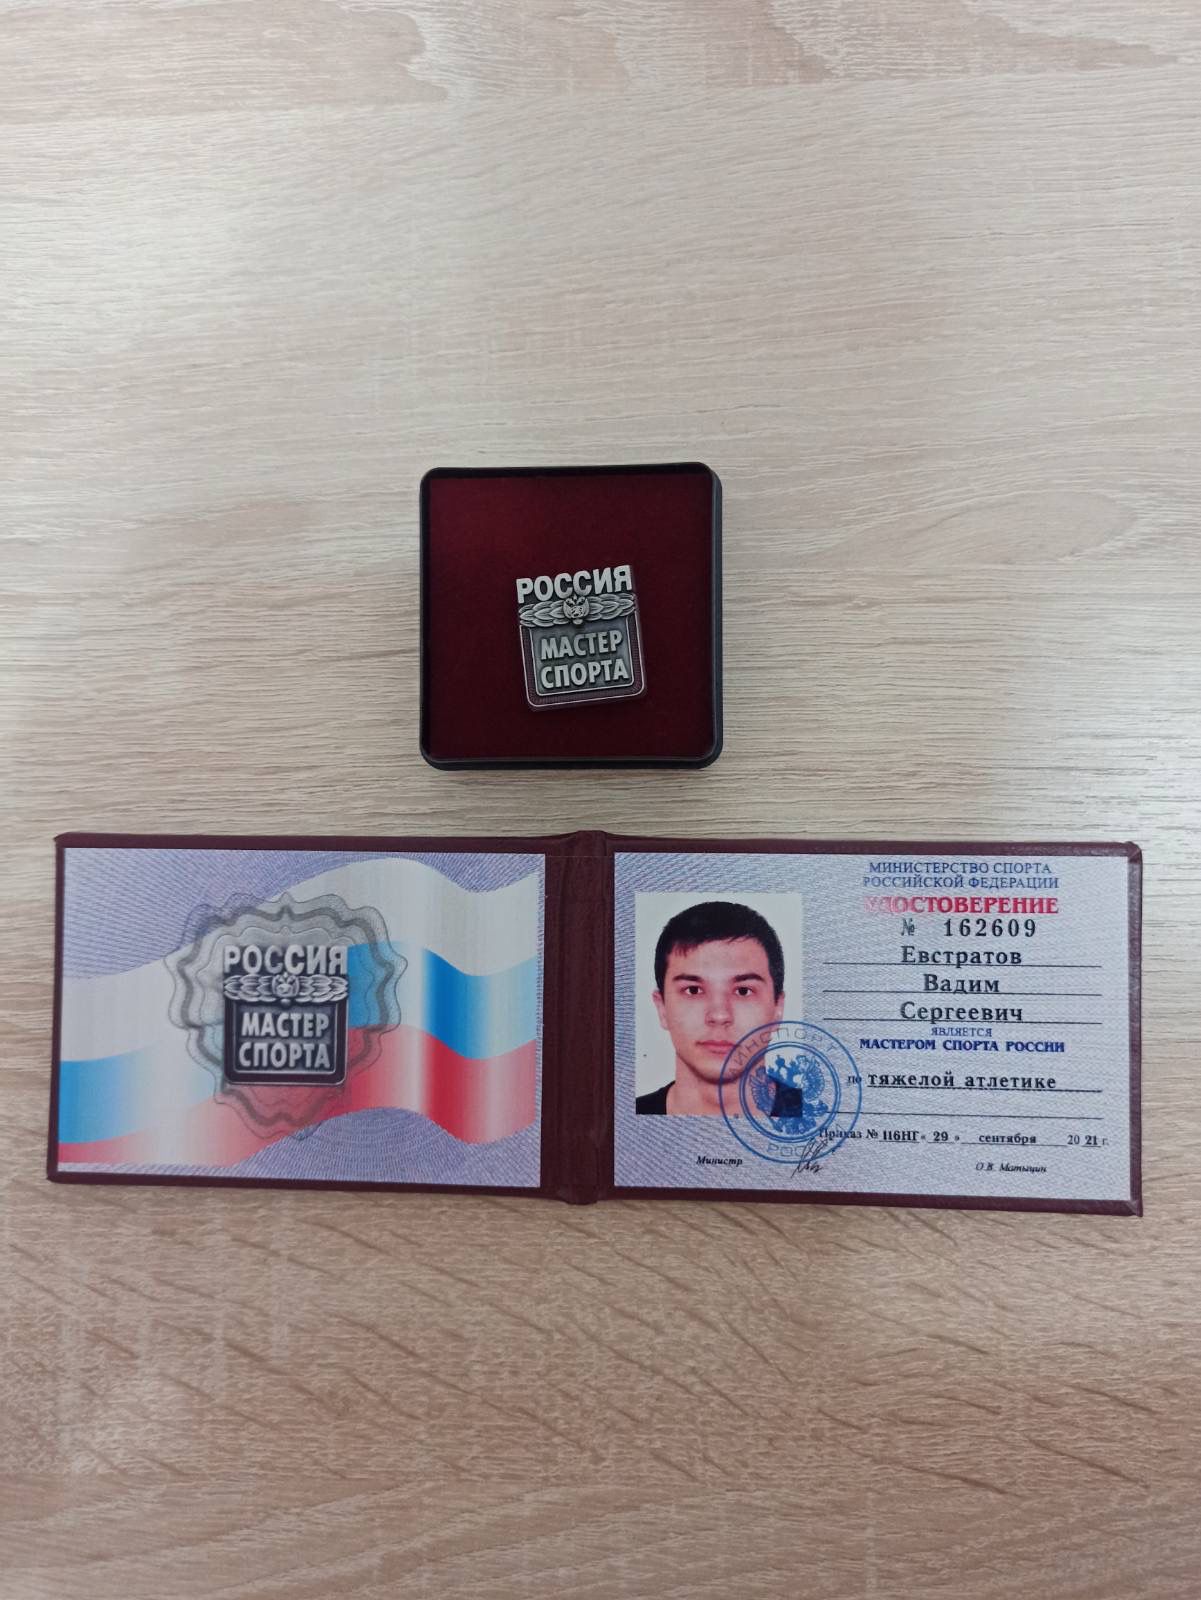 РОССИЯ
МАСТЕР
СПОРТА
РОССИЯ
МАСТЕР
СПОРТА
МИНИСТЕРСТВО СПОРТА
РОССИЙСКОЙ ФЕДЕРАЦИИ
УДОСТОВЕРЕНИЕ
№ 162609
Евстратов
Вадим
Сергеевич
ЯВЛЯЕТСЯ
МАСТЕРОМ СПОРТА РОССИИ
по тяжелой атлетике
Приказ № 116НГ « 29 » сентября 20 21 г.
Министр О.В. Матыцин